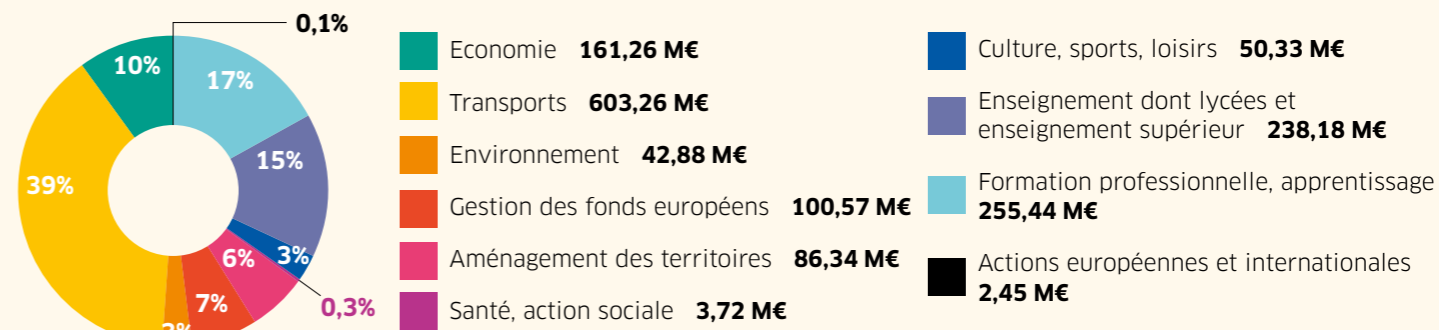 0,1%
10%
17%
15%
39%
3%
6%
7%
0,3%
Economie 161,26 M€
Transports 603,26 M€
Environnement 42,88 M€
Gestion des fonds européens 100,57 M€
Aménagement des territoires 86,34 M€
Santé, action sociale 3,72 M€
Culture, sports, loisirs 50,33 M€
Enseignement dont lycées et
enseignement supérieur 238,18 M€
Formation professionnelle, apprentissage
255,44 M€
Actions européennes et internationales
2,45 M€